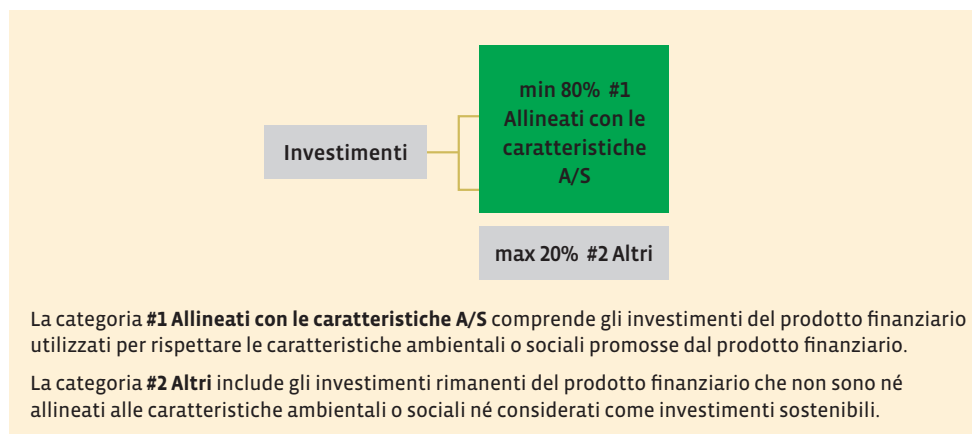 min 80% #1
Allineati con le
caratteristiche
A/S
Investimenti
max 20% #2 Altri
La categoria #1 Allineati con le caratteristiche A/S comprende gli investimenti del prodotto finanziario
utilizzati per rispettare le caratteristiche ambientali o sociali promosse dal prodotto finanziario.
La categoria #2 Altri include gli investimenti rimanenti del prodotto finanziario che non sono né
allineati alle caratteristiche ambientali o sociali né considerati come investimenti sostenibili.